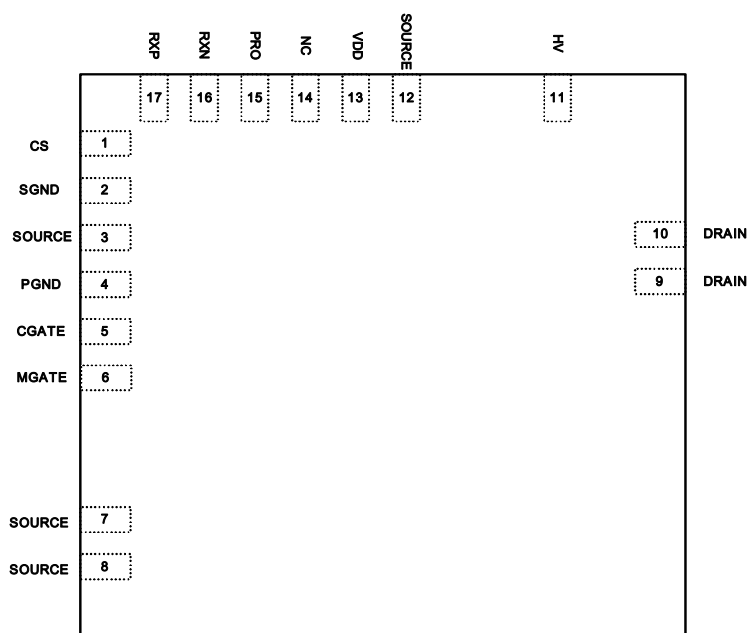 RXP
RXN
PRO
NC
VDD
SOURCE
HV
17
16
15
14
13
12
11
CS
1
SGND
2
SOURCE
3
10
DRAIN
PGND
4
9
DRAIN
CGATE
5
MGATE
6
SOURCE
7
SOURCE
8